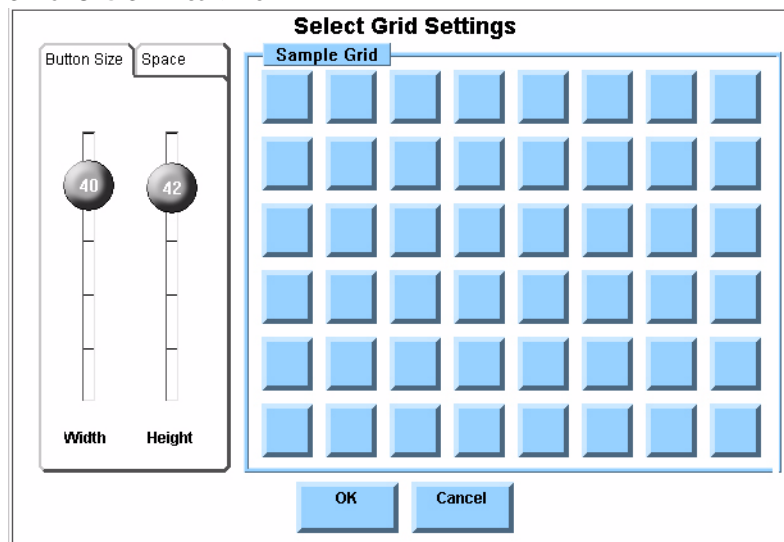 Select Grid Settings
Button Size
Space
Sample Grid
40
42
Width
Height
OK
Cancel